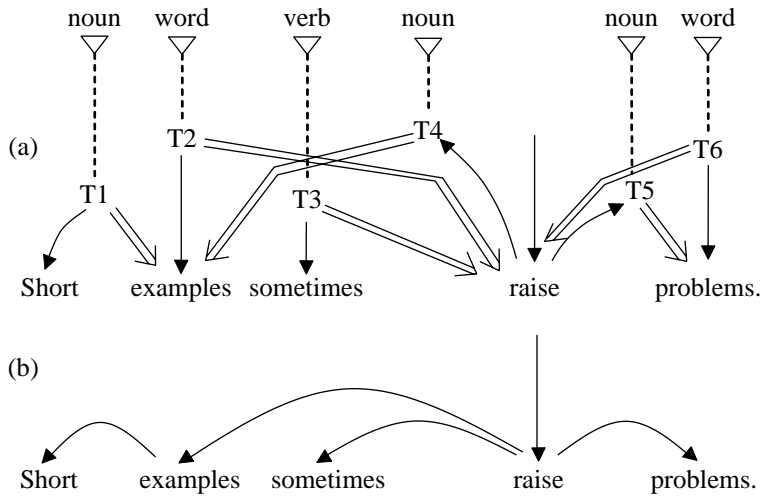 noun word verb noun noun word
T2 T4 T6
(a)
T1 T3 T5
Short examples sometimes raise problems.
(b)
Short examples sometimes raise problems.